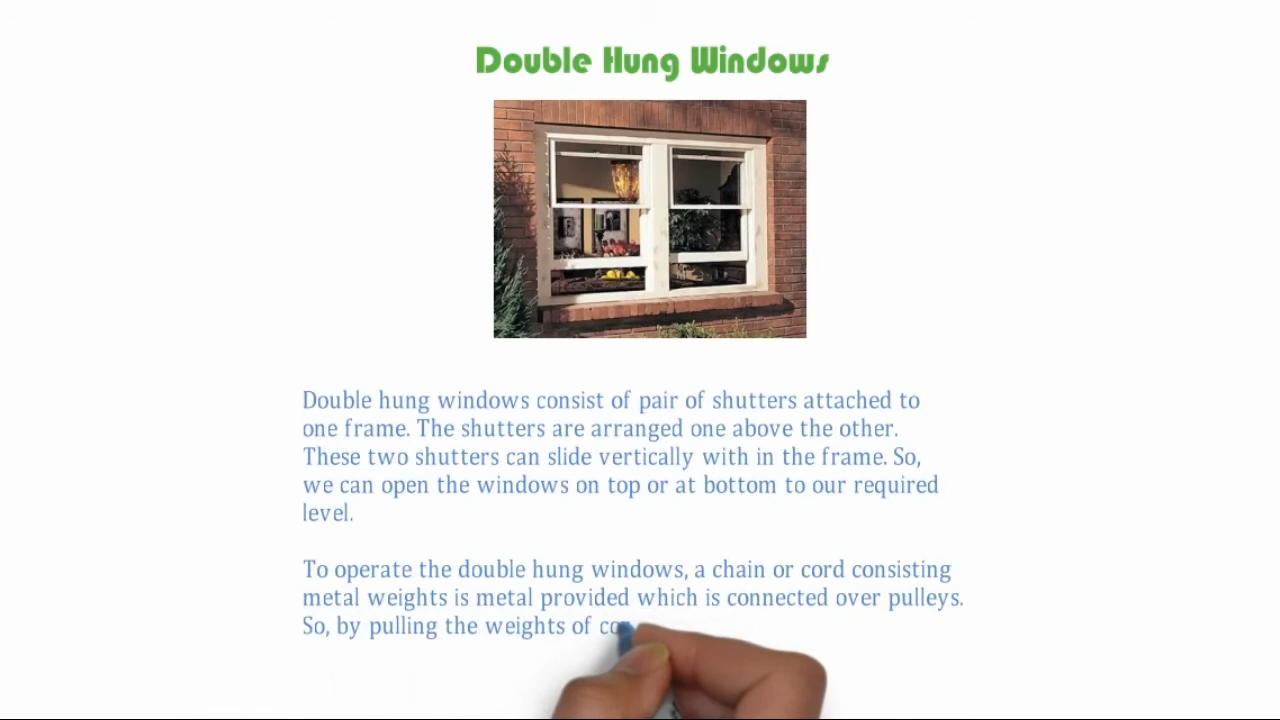 Double Hung Windows
Double hung windows consist of pair of shutters attached to
one frame. The shutters are arranged one above the other.
These two shutters can slide vertically with in the frame. So,
we can open the windows on top or at bottom to our required
level.
To operate the double hung windows, a chain or cord consisting
metal weights is metal provided which is connected over pulleys.
So, by pulling the weights of